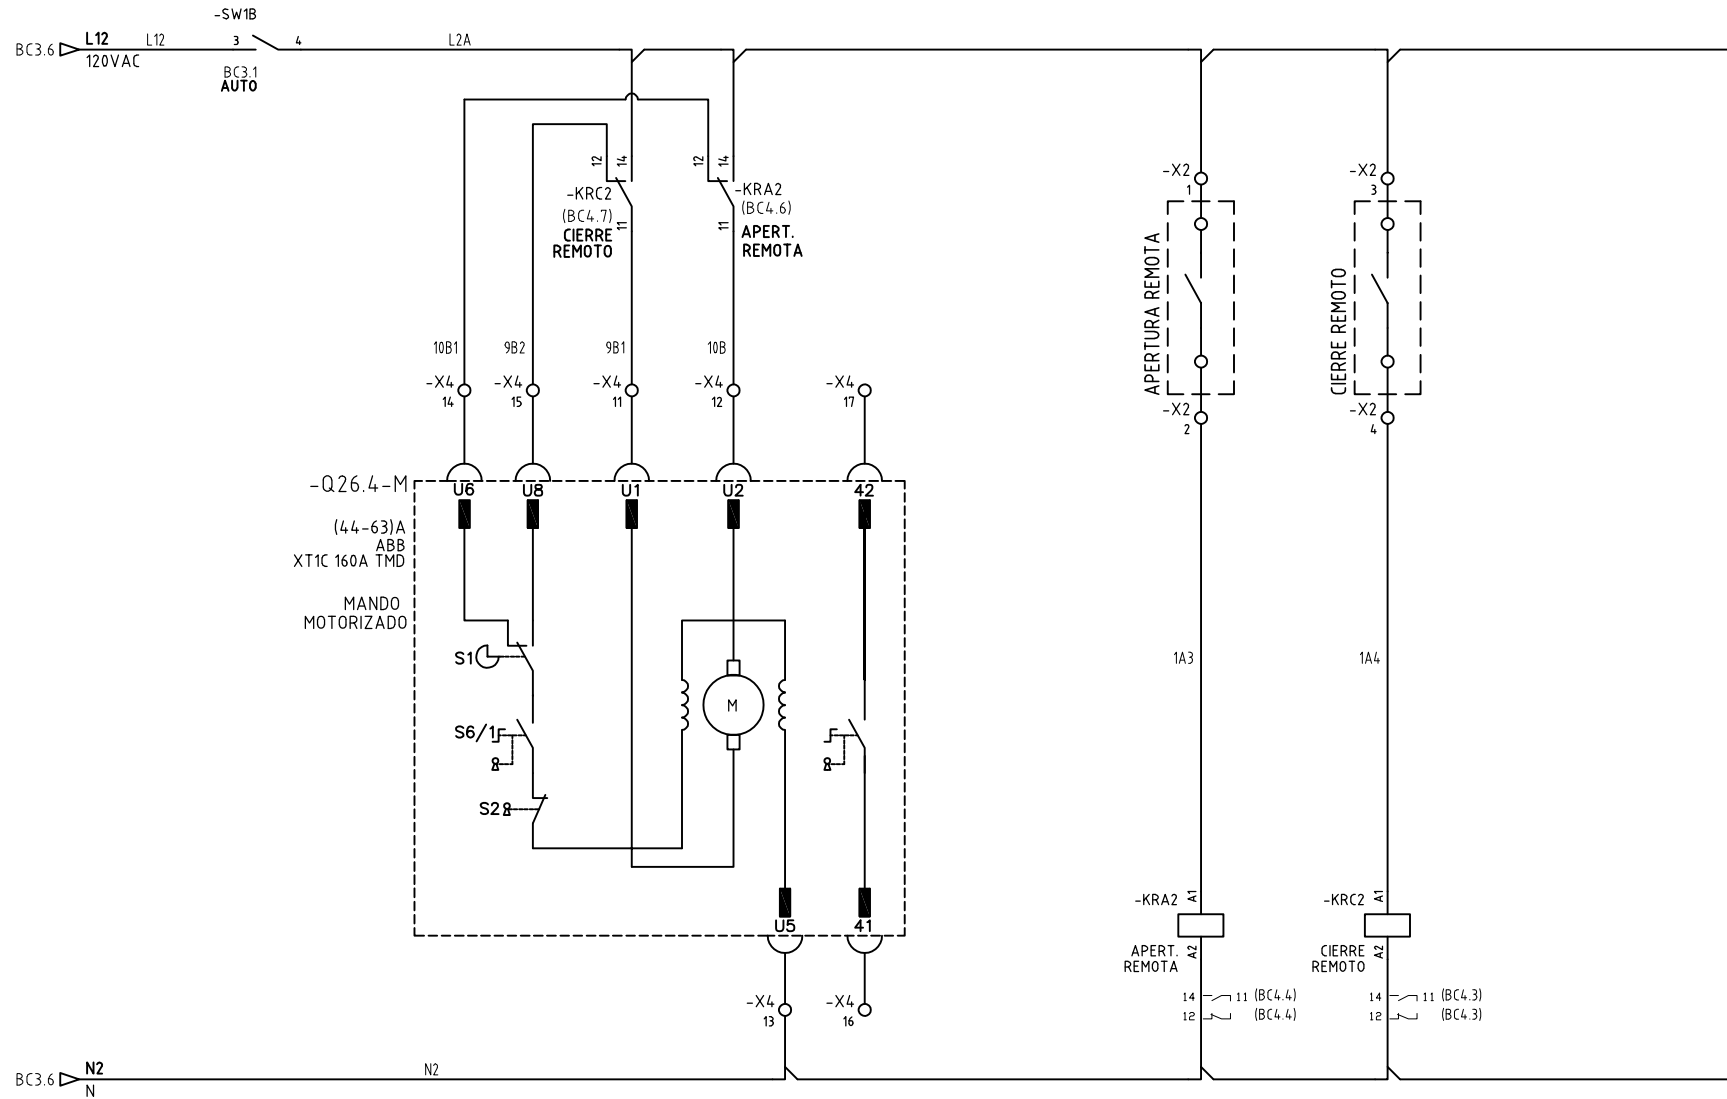 -SW1B
BC3.6
L12
L12
3
4
L2A
120VAC
BC3.1
AUTO
12
14
12
14
-KRC2
(BC4.7)
CIERRE
REMOTO
11
-KRA2
(BC4.6)
11
APERT.
REMOTA
-X2
1
-X2
3
APERTURA REMOTA
CIERRE REMOTO
10B1
9B2
9B1
10B
-X4
14
-X4
15
-X4
11
-X4
12
-X4
17
-X2
2
-X2
4
-Q26.4-M
U6
U8
U1
U2
42
(44-63)A
ABB
XT1C 160A TMD
MANDO
MOTORIZADO
S1
1A3
1A4
M
S6/1
S2
-KRA2
A1
-KRC2
A1
U5
41
APERT.
REMOTA
A2
CIERRE
REMOTO
A2
-X4
13
-X4
16
14
11 (BC4.4)
12
(BC4.4)
14
11 (BC4.3)
12
(BC4.3)
BC3.6
N2
N2
N